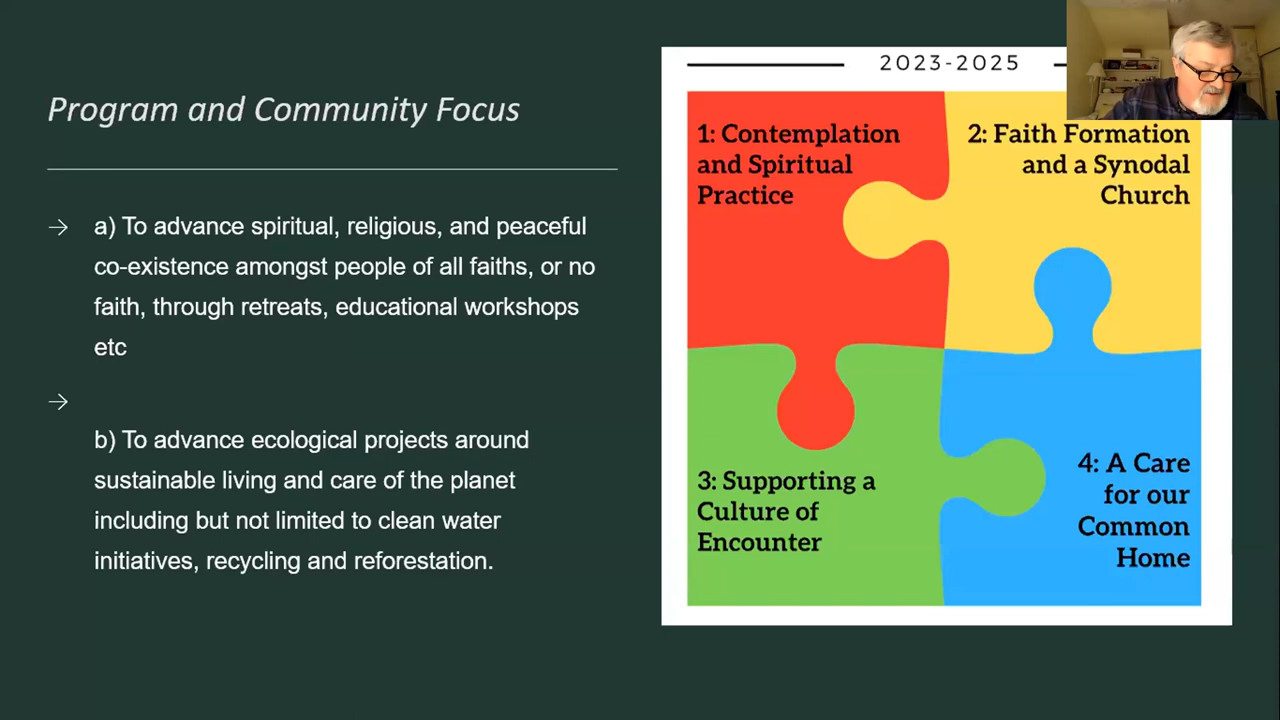 Program and Community Focus
→ a) To advance spiritual, religious, and peaceful
co-existence amongst people of all faiths, or no
faith, through retreats, educational workshops
etc
→
b) To advance ecological projects around
sustainable living and care of the planet
including but not limited to clean water
initiatives, recycling and reforestation.
2023-2025
1: Contemplation
and Spiritual
Practice
2: Faith Formation
and a Synodal
Church
3: Supporting a
Culture of
Encounter
4: A Care
for our
Common
Home